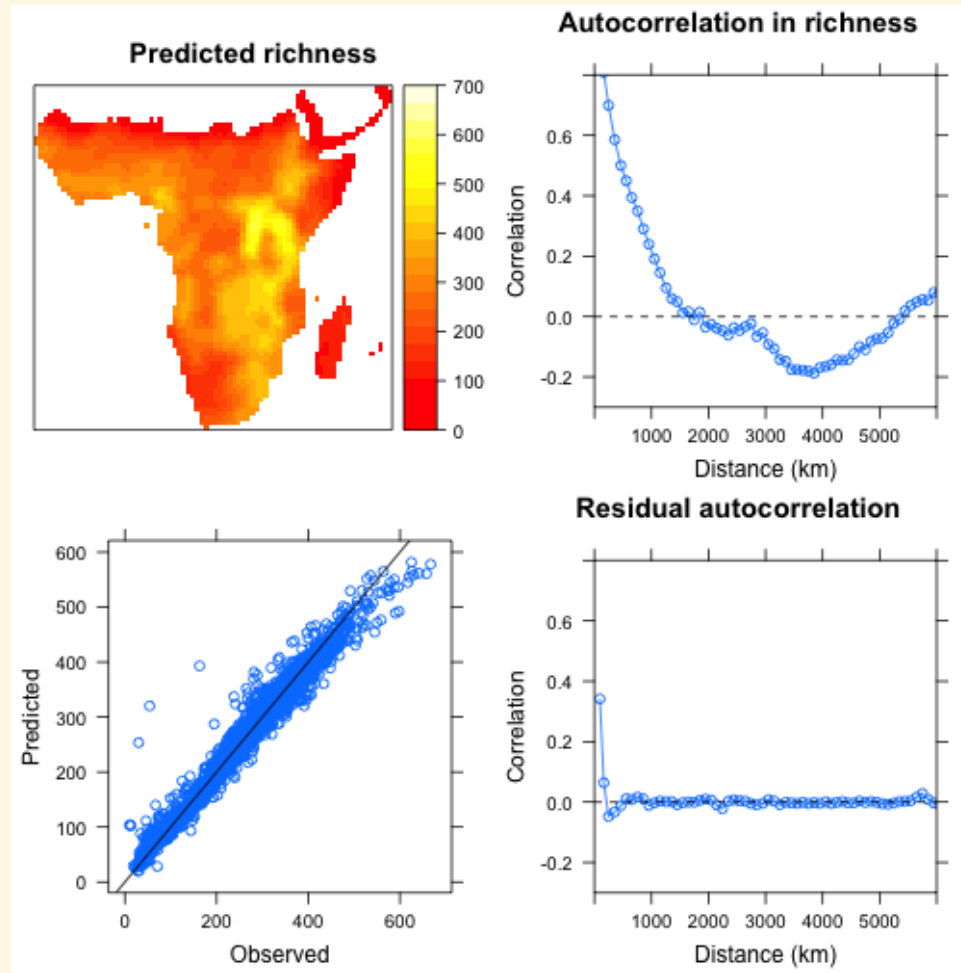 Predicted richness
700
600
500
400
300
200
100
0
Autocorrelation in richness
Correlation
0.6
0.4
0.2
0.0
-0.2
1000 2000 3000 4000 5000
Distance (km)
Predicted
600
500
400
300
200
100
0
0 200 400 600
Observed
Residual autocorrelation
Correlation
0.6
0.4
0.2
0.0
-0.2
1000 2000 3000 4000 5000
Distance (km)